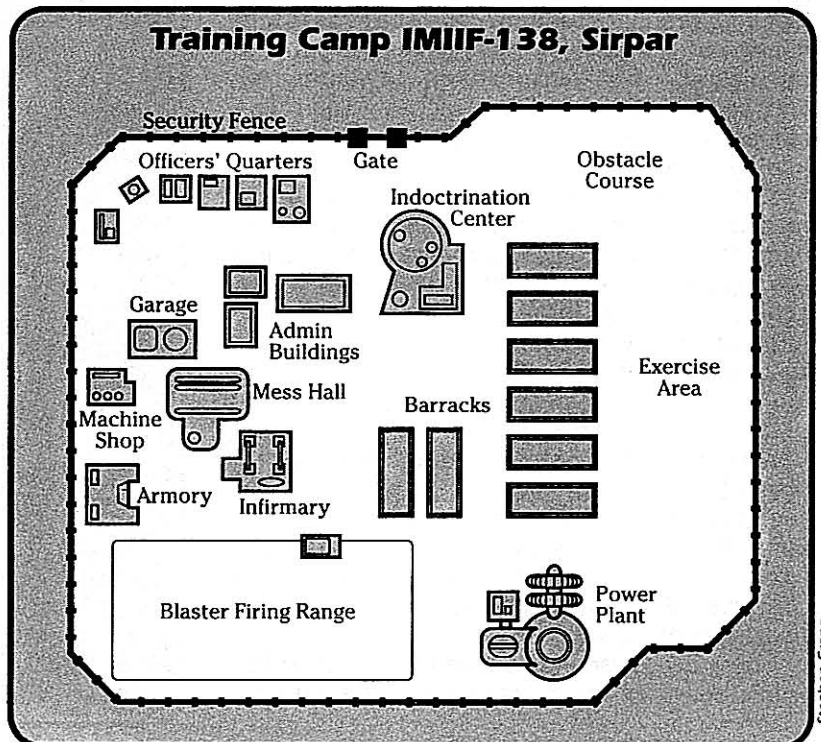 Training Camp IMIIF-138, Sirpar
Security Fence
Officers' Quarters
Gate
Obstacle
Course
Indoctrination
Center
Garage
Admin
Buildings
Exercise
Area
Mess Hall
Barracks
Machine
Shop
Armory
Infirmary
Blaster Firing Range
Power
Plant